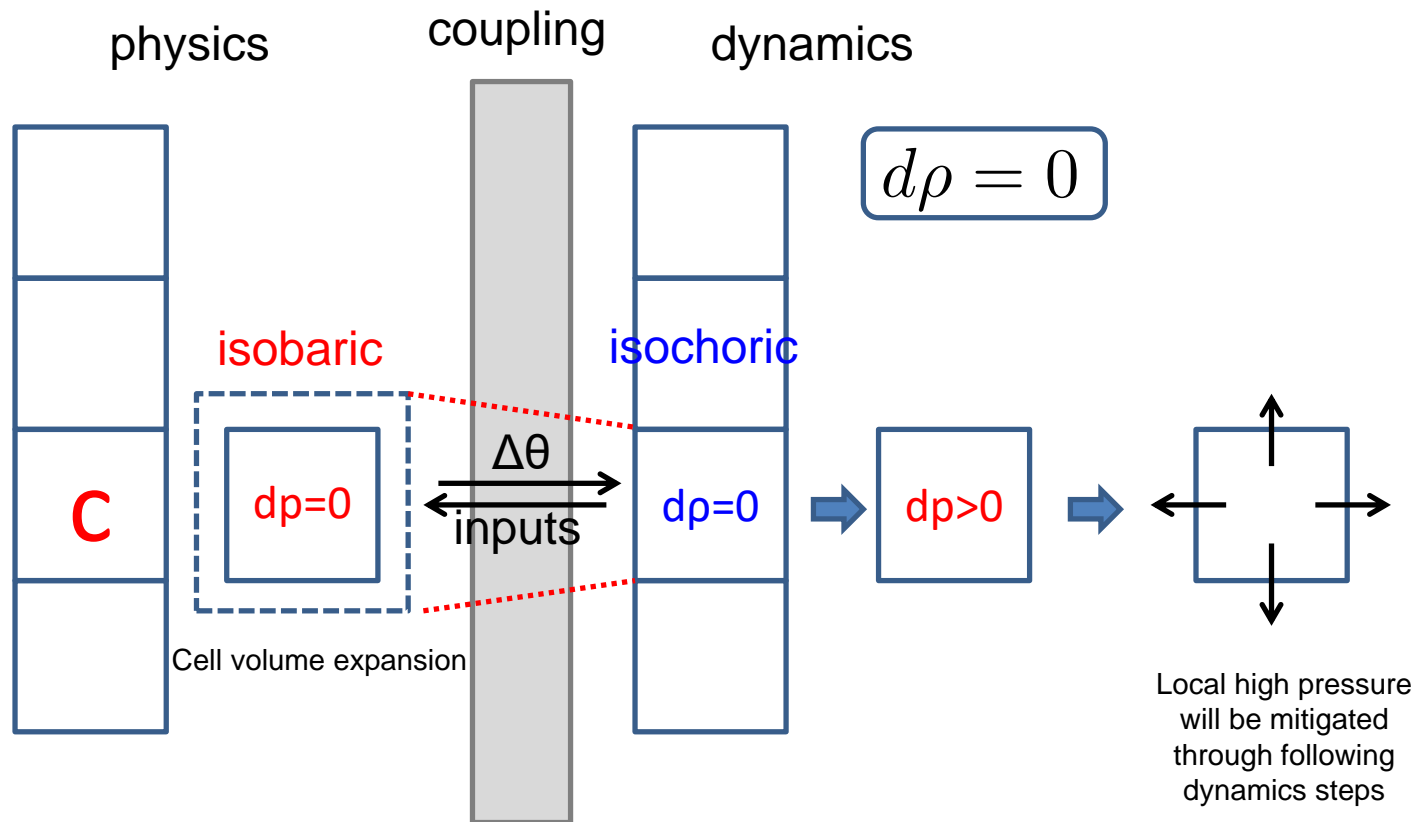 physics
coupling
dynamics
dρ = 0
isobaric
isochoric
C
dp=0
Δθ
inputs
dρ=0
dp>0
Cell volume expansion
Local high pressure
will be mitigated
through following
dynamics steps